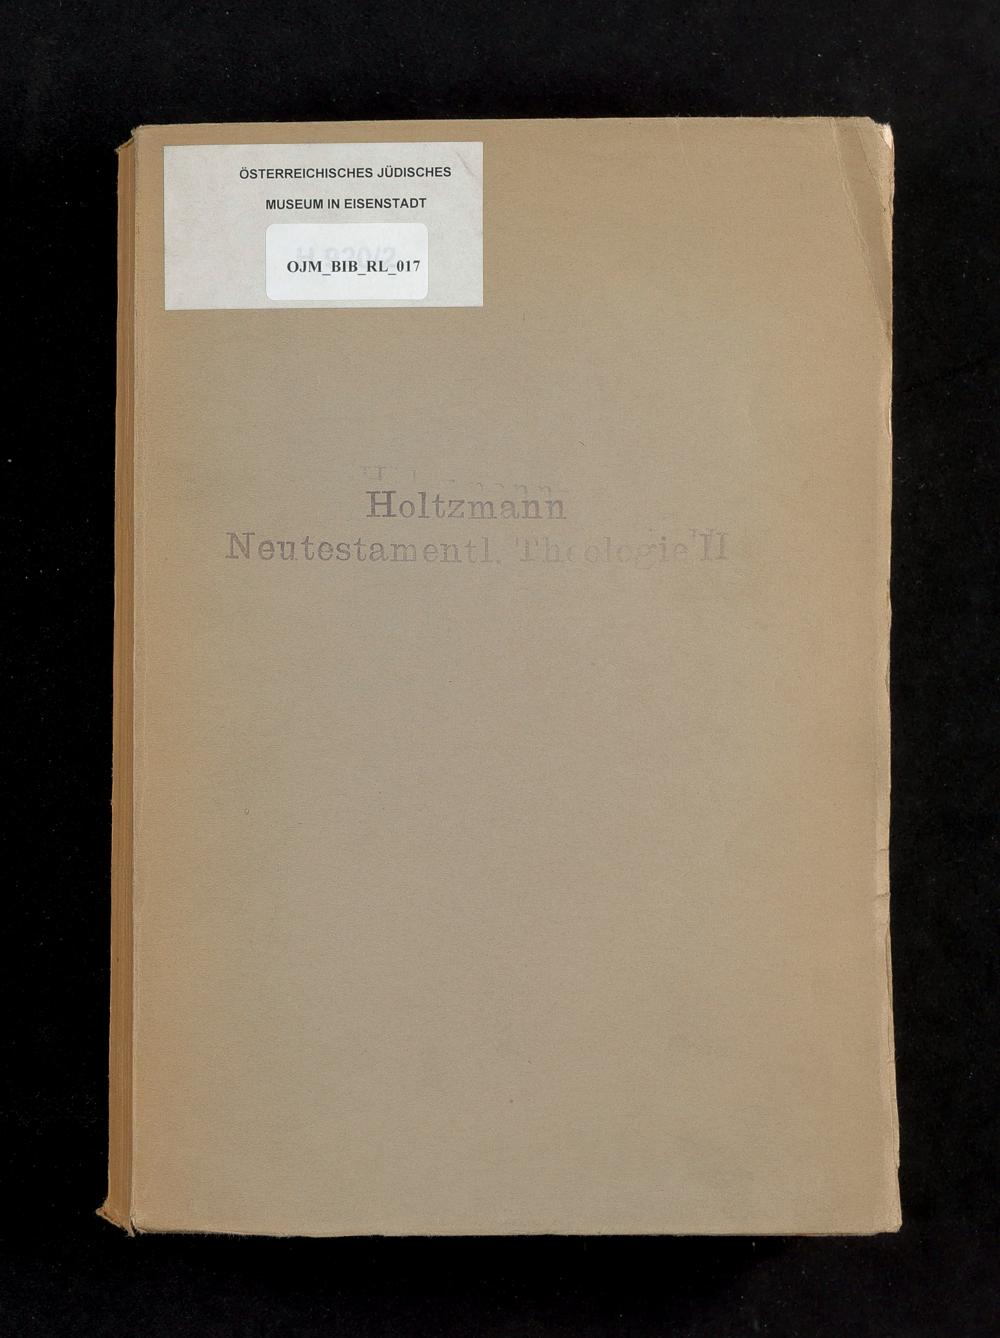 ÖSTERREICHISCHES JÜDISCHES
MUSEUM IN EISENSTADT
OJM_BIB_RL_017
Holtzmann
Neutestamentl. Theologie II